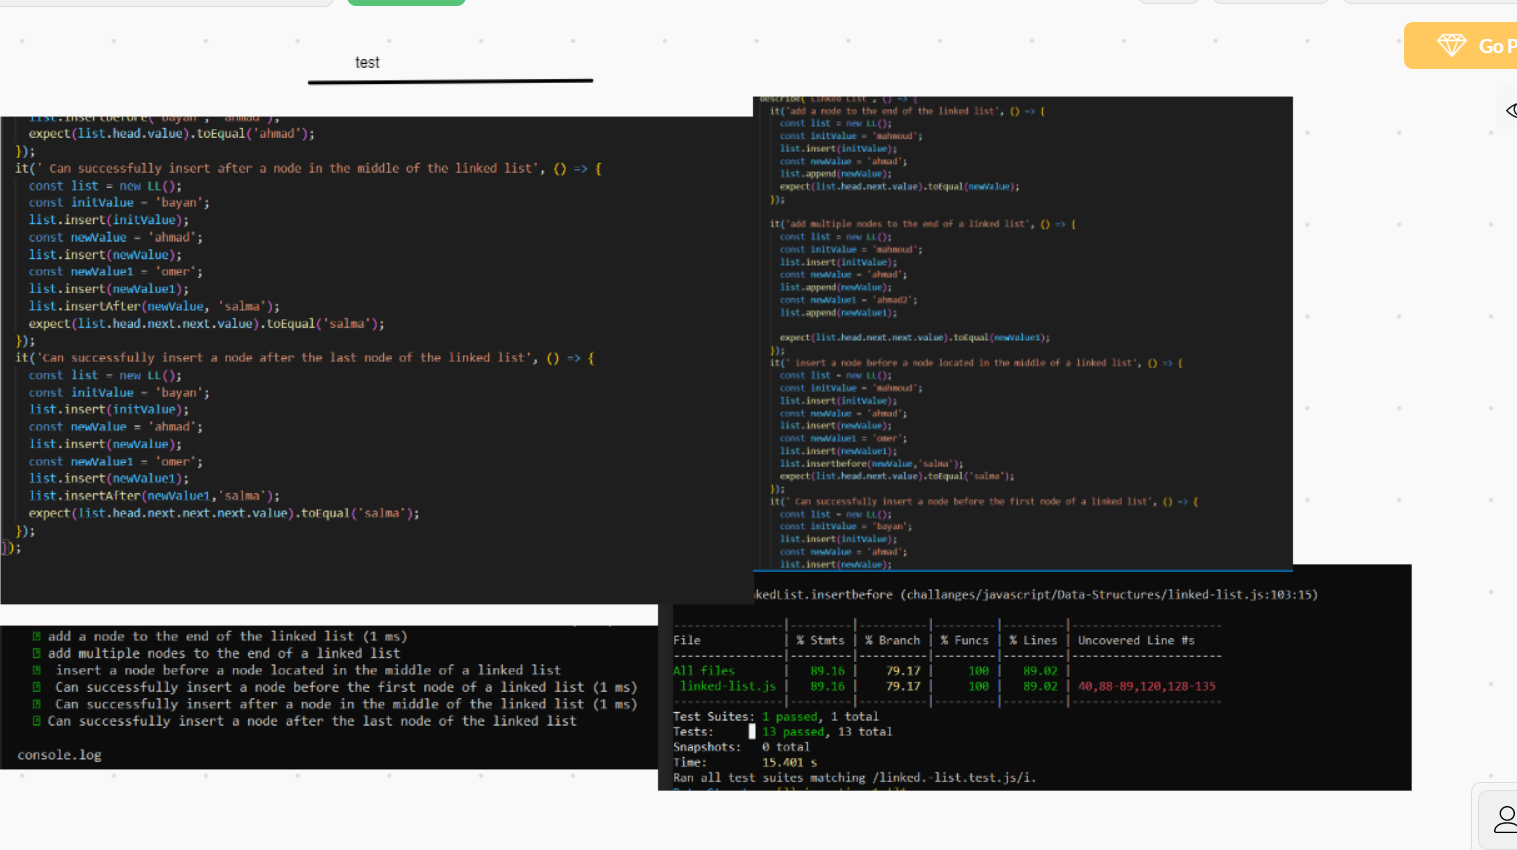 Go P
test
expect(list.head.value).toEqual('ahmad');
});
it(' Can successfully insert after a node in the middle of the linked list', () => {
const list = new LL();
const initValue = 'bayan';
list.insert(initValue);
const newValue = 'ahmad';
list.insert(newValue);
const newValue1 = 'omer';
list.insert(newValue1);
list.insertAfter(newValue, 'salma');
expect(list.head.next.next.value).toEqual('salma');
});
it('Can successfully insert a node after the last node of the linked list', () => {
const list = new LL();
const initValue = 'bayan';
list.insert(initValue);
const newValue = 'ahmad';
list.insert(newValue);
const newValue1 = 'omer';
list.insert(newValue1);
list.insertAfter(newValue1,'salma');
expect(list.head.next.next.next.value).toEqual('salma');
});
});
describe('Linked List', () => {
it('add a node to the end of the linked list', () => {
const list = new LL();
const initValue = 'mahmoud';
list.insert(initValue);
const newValue = 'ahmad';
list.append(newValue);
expect(list.head.next.value).toEqual(newValue);
});
it('add multiple nodes to the end of a linked list', () => {
const list = new LL();
const initValue = 'mahmoud';
list.insert(initValue);
const newValue = 'ahmad';
list.append(newValue);
const newValue1 = 'ahmad2';
list.append(newValue1);
expect(list.head.next.next.value).toEqual(newValue1);
});
it(' insert a node before a node located in the middle of a linked list', () => {
const list = new LL();
const initValue = 'mahmoud';
list.insert(initValue);
const newValue = 'ahmad';
list.insert(newValue);
const newValue1 = 'omer';
list.insert(newValue1);
list.insertbefore(newValue,'salma');
expect(list.head.next.value).toEqual('salma');
});
it(' Can successfully insert a node before the first node of a linked list', () => {
const list = new LL();
const initValue = 'bayan';
list.insert(initValue);
const newValue = 'ahmad';
list.insert(newValue);
add a node to the end of the linked list (1 ms)
add multiple nodes to the end of a linked list
insert a node before a node located in the middle of a linked list
Can successfully insert a node before the first node of a linked list (1 ms)
Can successfully insert after a node in the middle of the linked list (1 ms)
Can successfully insert a node after the last node of the linked list
console.log
nkedList.insertbefore (challanges/javascript/Data-Structures/linked-list.js:103:15)
File | % Stmts | % Branch | % Funcs | % Lines | Uncovered Line #s
All files | 89.16 | 79.17 | 100 | 89.02 |
linked-list.js | 89.16 | 79.17 | 100 | 89.02 | 40,88-89,120,128-135
Test Suites: 1 passed, 1 total
Tests: 13 passed, 13 total
Snapshots: 0 total
Time: 15.401 s
Ran all test suites matching /linked.-list.test.js/i.